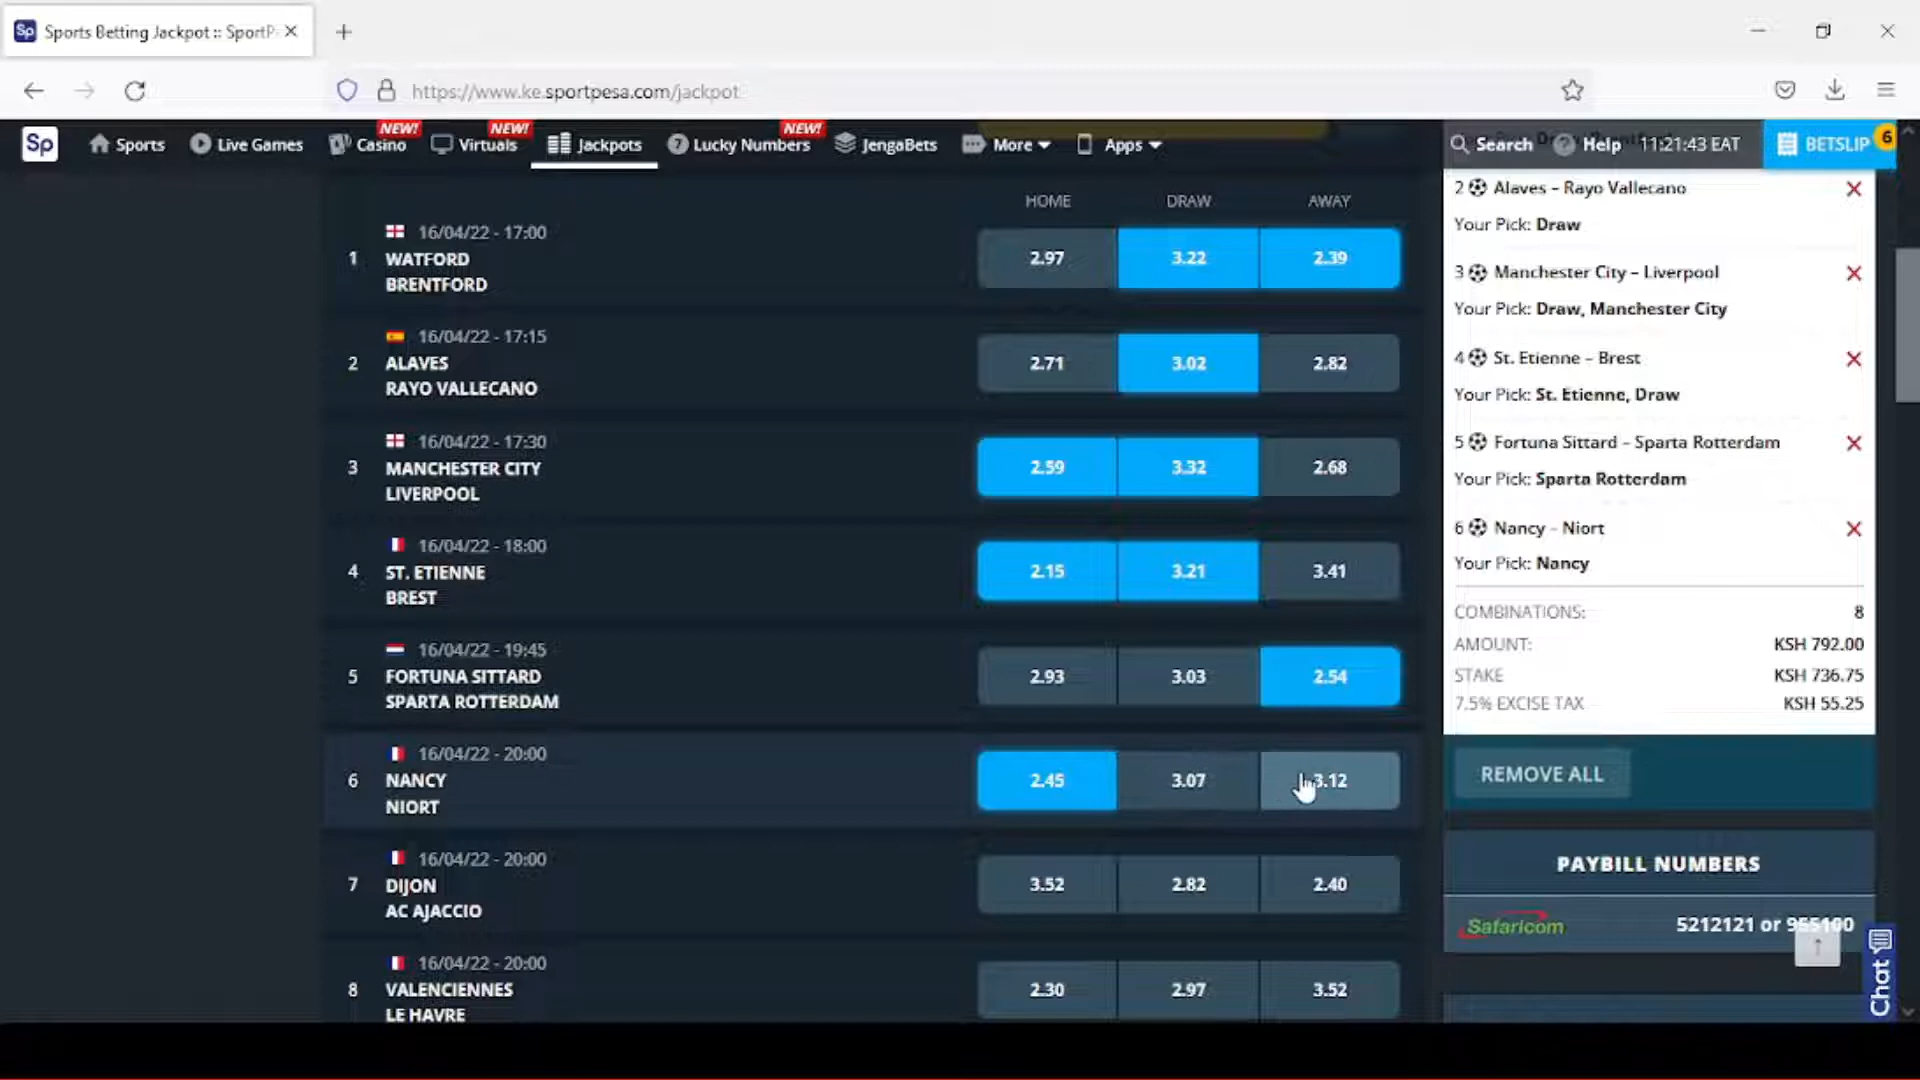 Sp Sports Betting Jackpot :: SportP
https://www.ke.sportpesa.com/jackpot
Sp Sports Live Games Casino NEW! Virtuals NEW! Jackpots Lucky Numbers NEW! JengaBets More Apps Search Help 11:21:43 EAT BETSLIP 6
HOME DRAW AWAY
1
16/04/22 - 17:00
WATFORD
BRENTFORD
2.97 3.22 2.39
2
16/04/22 - 17:15
ALAVES
RAYO VALLECANO
2.71 3.02 2.82
3
16/04/22 - 17:30
MANCHESTER CITY
LIVERPOOL
2.59 3.32 2.68
4
16/04/22 - 18:00
ST. ETIENNE
BREST
2.15 3.21 3.41
5
16/04/22 - 19:45
FORTUNA SITTARD
SPARTA ROTTERDAM
2.93 3.03 2.54
6
16/04/22 - 20:00
NANCY
NIORT
2.45 3.07 3.12
7
16/04/22 - 20:00
DIJON
AC AJACCIO
3.52 2.82 2.40
8
16/04/22 - 20:00
VALENCIENNES
LE HAVRE
2.30 2.97 3.52
2 Alaves - Rayo Vallecano
Your Pick: Draw
3 Manchester City - Liverpool
Your Pick: Draw, Manchester City
4 St. Etienne - Brest
Your Pick: St. Etienne, Draw
5 Fortuna Sittard - Sparta Rotterdam
Your Pick: Sparta Rotterdam
6 Nancy - Niort
Your Pick: Nancy
COMBINATIONS: 8
AMOUNT: KSH 792.00
STAKE KSH 736.75
7.5% EXCISE TAX KSH 55.25
REMOVE ALL
PAYBILL NUMBERS
Safaricom 5212121 or 955100
Chat